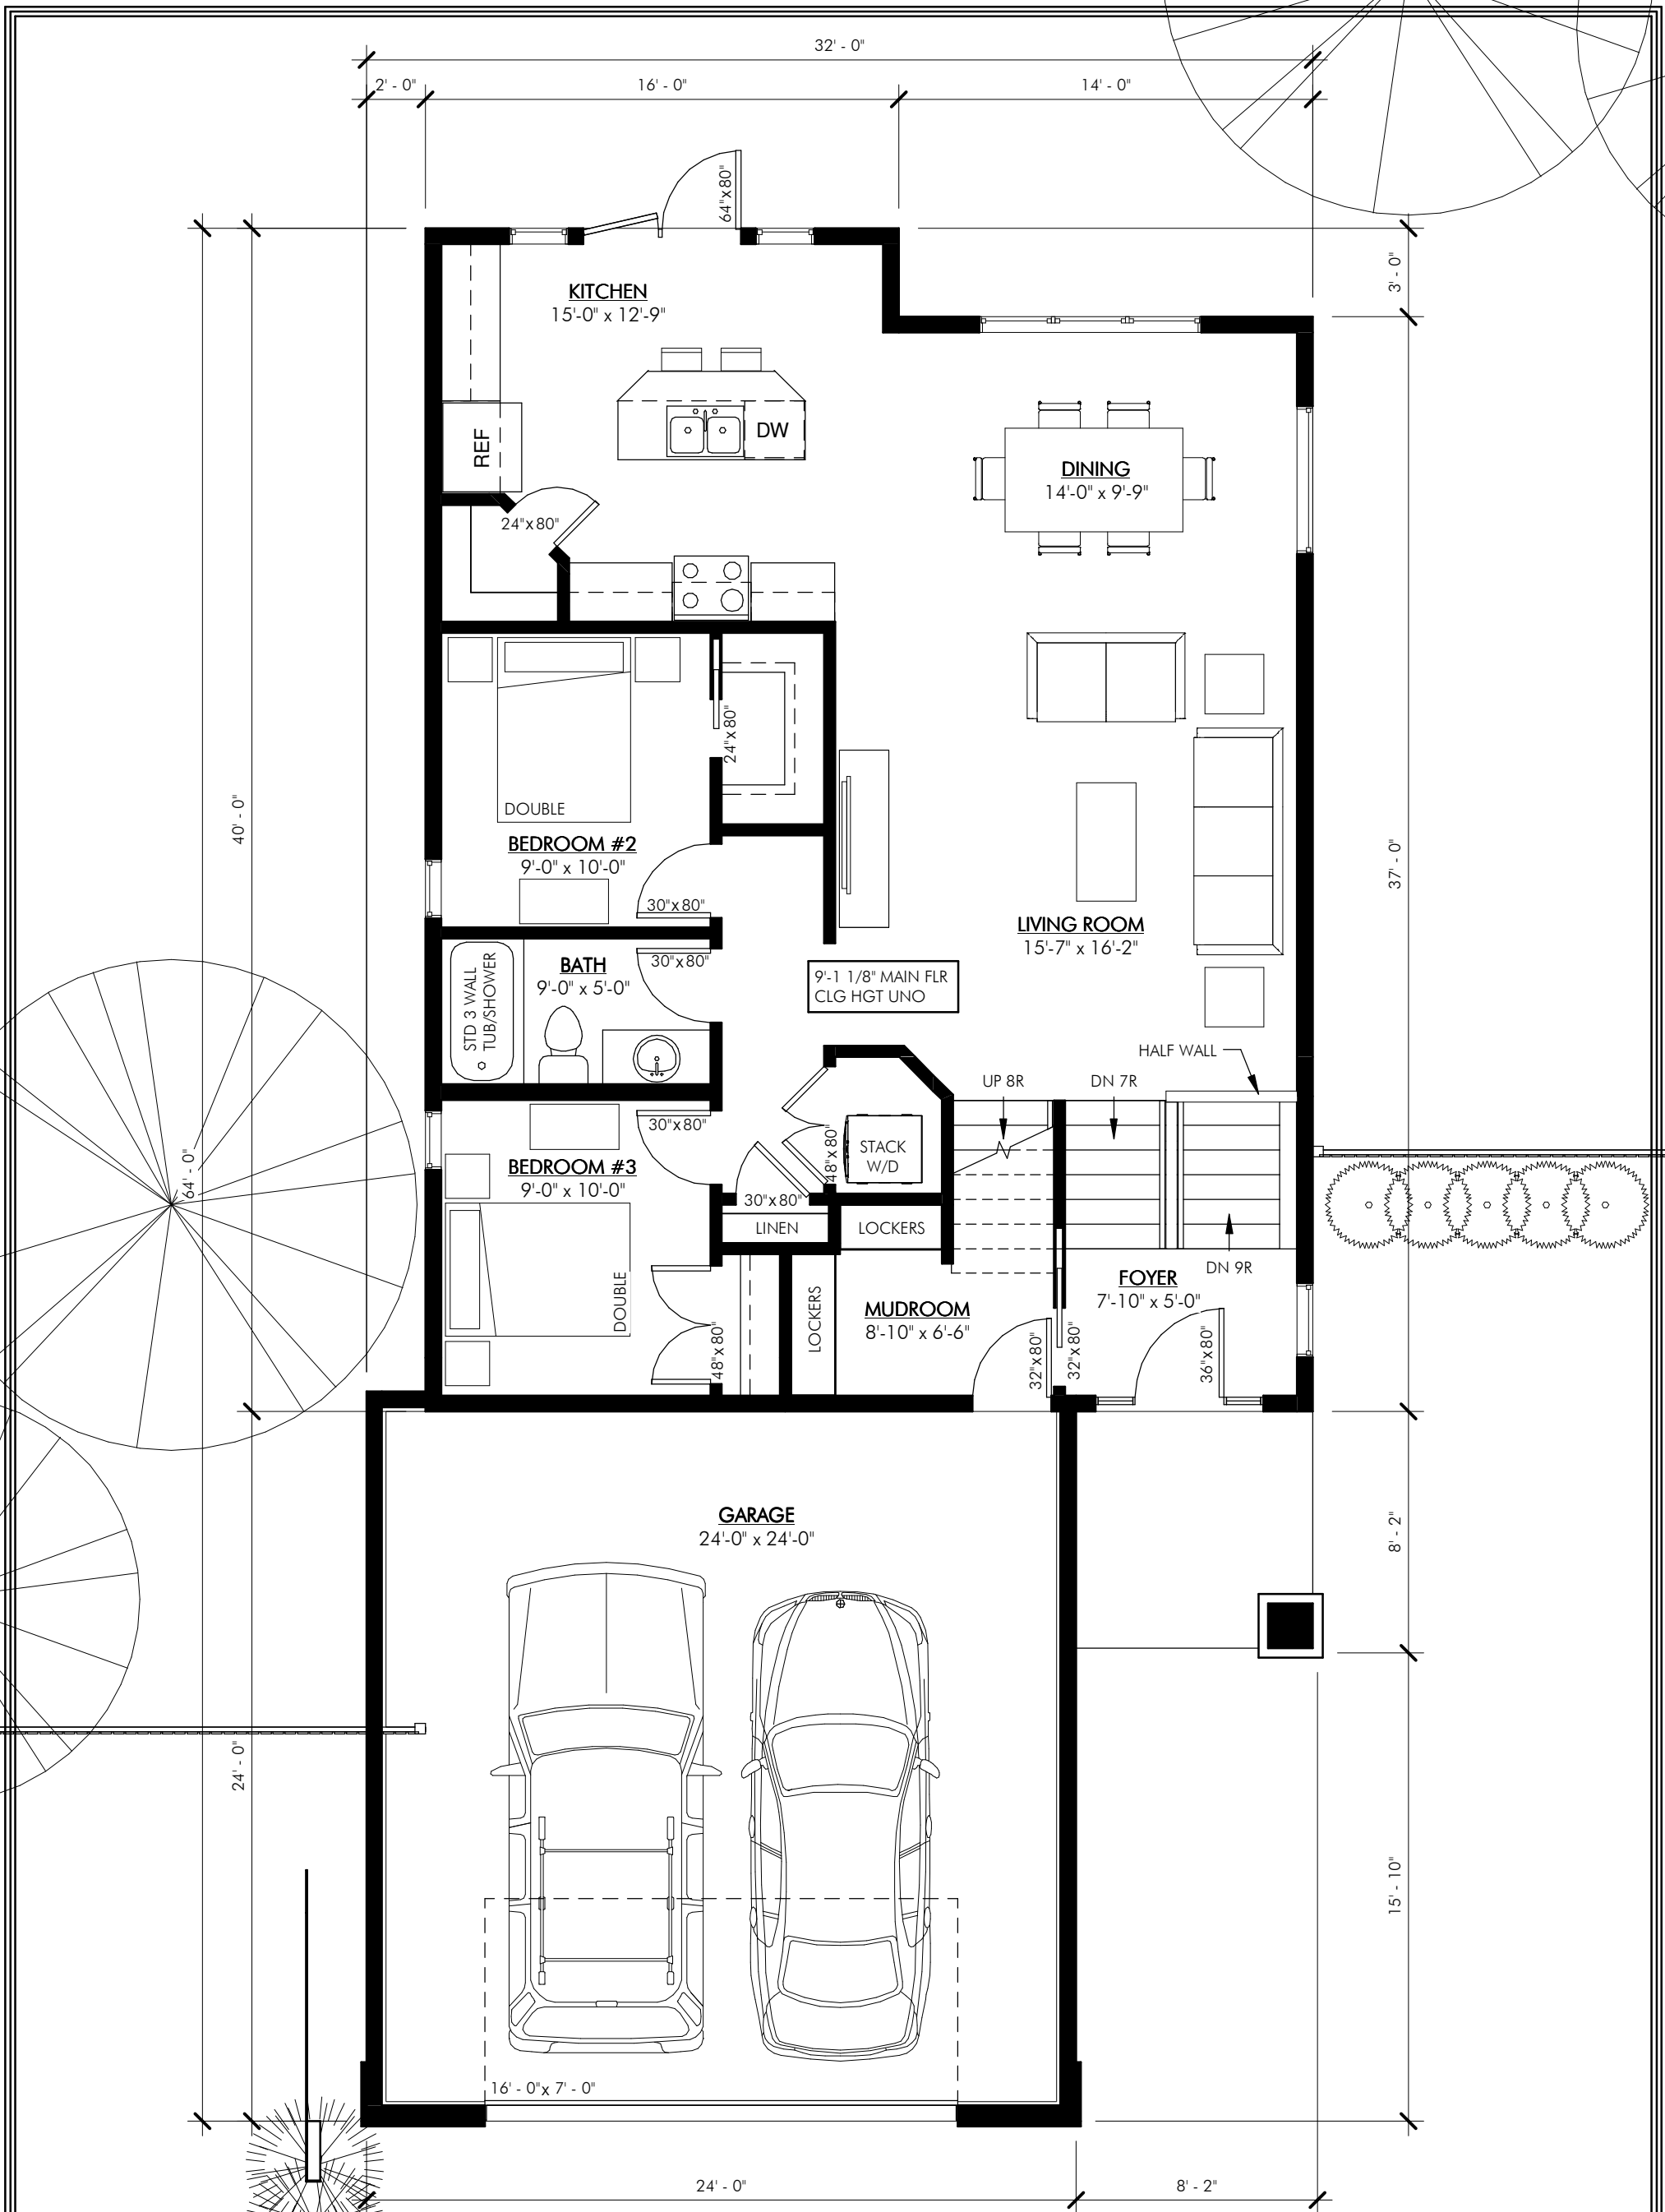 32' - 0"
2' - 0"
16' - 0"
14' - 0"
64"x80"
3' - 0"
KITCHEN
15'-0" x 12'-9"
REF
DW
DINING
14'-0" x 9'-9"
24"x80"
24"x80"
DOUBLE
BEDROOM #2
9'-0" x 10'-0"
30"x80"
40' - 0"
37' - 0"
LIVING ROOM
15'-7" x 16'-2"
STD 3 WALL
TUB/SHOWER
BATH
9'-0" x 5'-0"
30"x80"
9'-1 1/8" MAIN FLR
CLG HGT UNO
HALF WALL
UP 8R
DN 7R
30"x80"
48"x80"
STACK
W/D
BEDROOM #3
9'-0" x 10'-0"
64' - 0"
30"x80"
LINEN
LOCKERS
DN 9R
DOUBLE
48"x80"
LOCKERS
MUDROOM
8'-10" x 6'-6"
FOYER
7'-10" x 5'-0"
32"x80"
32"x80"
36"x80"
GARAGE
24'-0" x 24'-0"
8' - 2"
24' - 0"
15' - 10"
16' - 0"x 7' - 0"
24' - 0"
8' - 2"